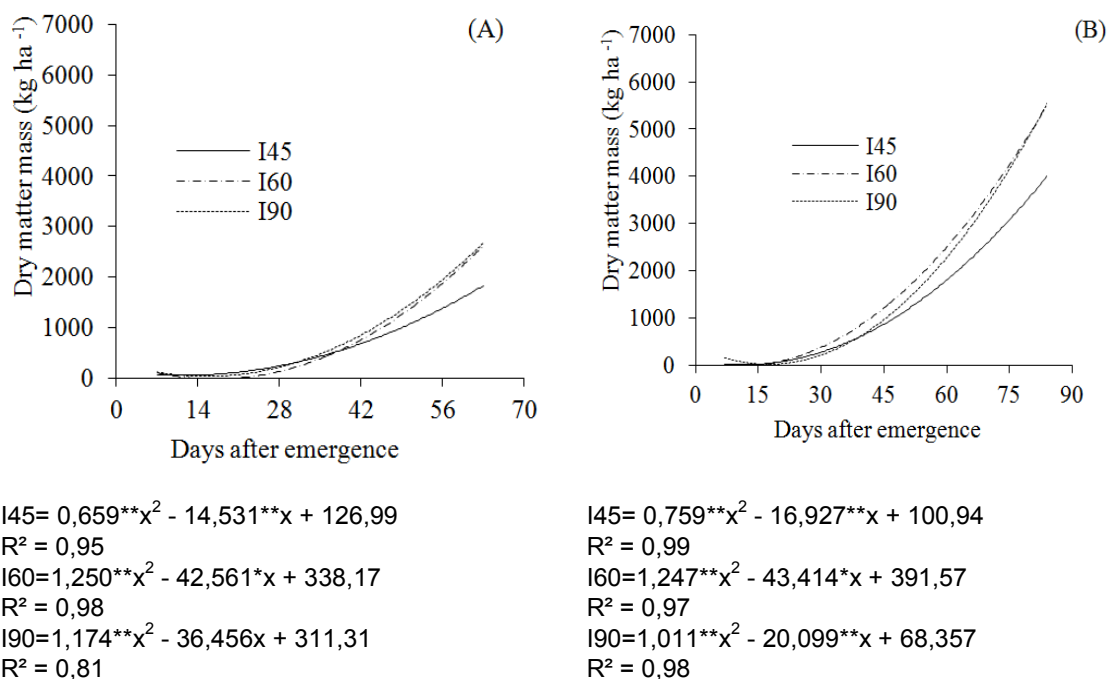 (A)
Dry matter mass (kg ha ⁻¹)
7000
6000
5000
4000
3000
2000
1000
0
I45
I60
I90
0 14 28 42 56 70
Days after emergence
I45= 0,659**x² - 14,531**x + 126,99
R² = 0,95
I60=1,250**x² - 42,561*x + 338,17
R² = 0,98
I90=1,174**x² - 36,456x + 311,31
R² = 0,81
(B)
Dry matter mass (kg ha ⁻¹)
7000
6000
5000
4000
3000
2000
1000
0
I45
I60
I90
0 15 30 45 60 75 90
Days after emergence
I45= 0,759**x² - 16,927**x + 100,94
R² = 0,99
I60=1,247**x² - 43,414*x + 391,57
R² = 0,97
I90=1,011**x² - 20,099**x + 68,357
R² = 0,98